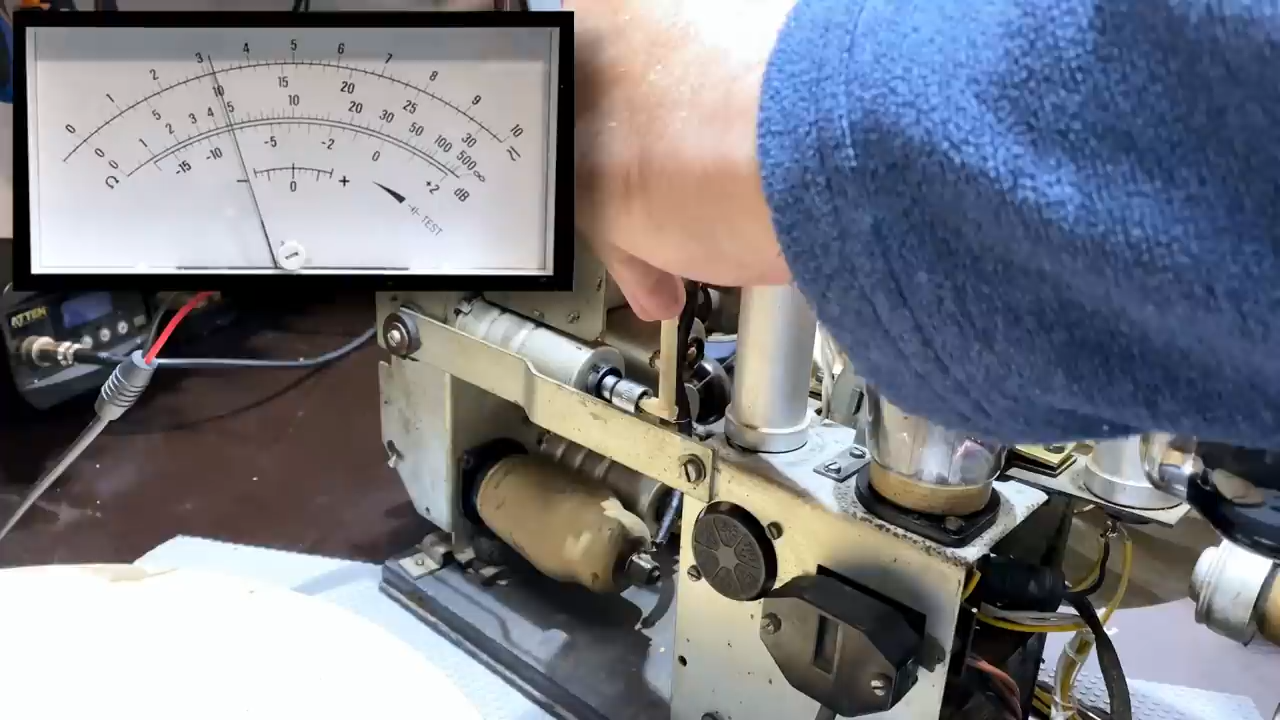 0 1 2 3 4 5 6 7 8 9 10
0 5 10 15 20 25 30
Ω 0 1 2 3 4 5 10 20 30 50 100 500 ∞
-15 -10 -5 -2 0 +2 dB
- 0 +
TEST
ATTEN